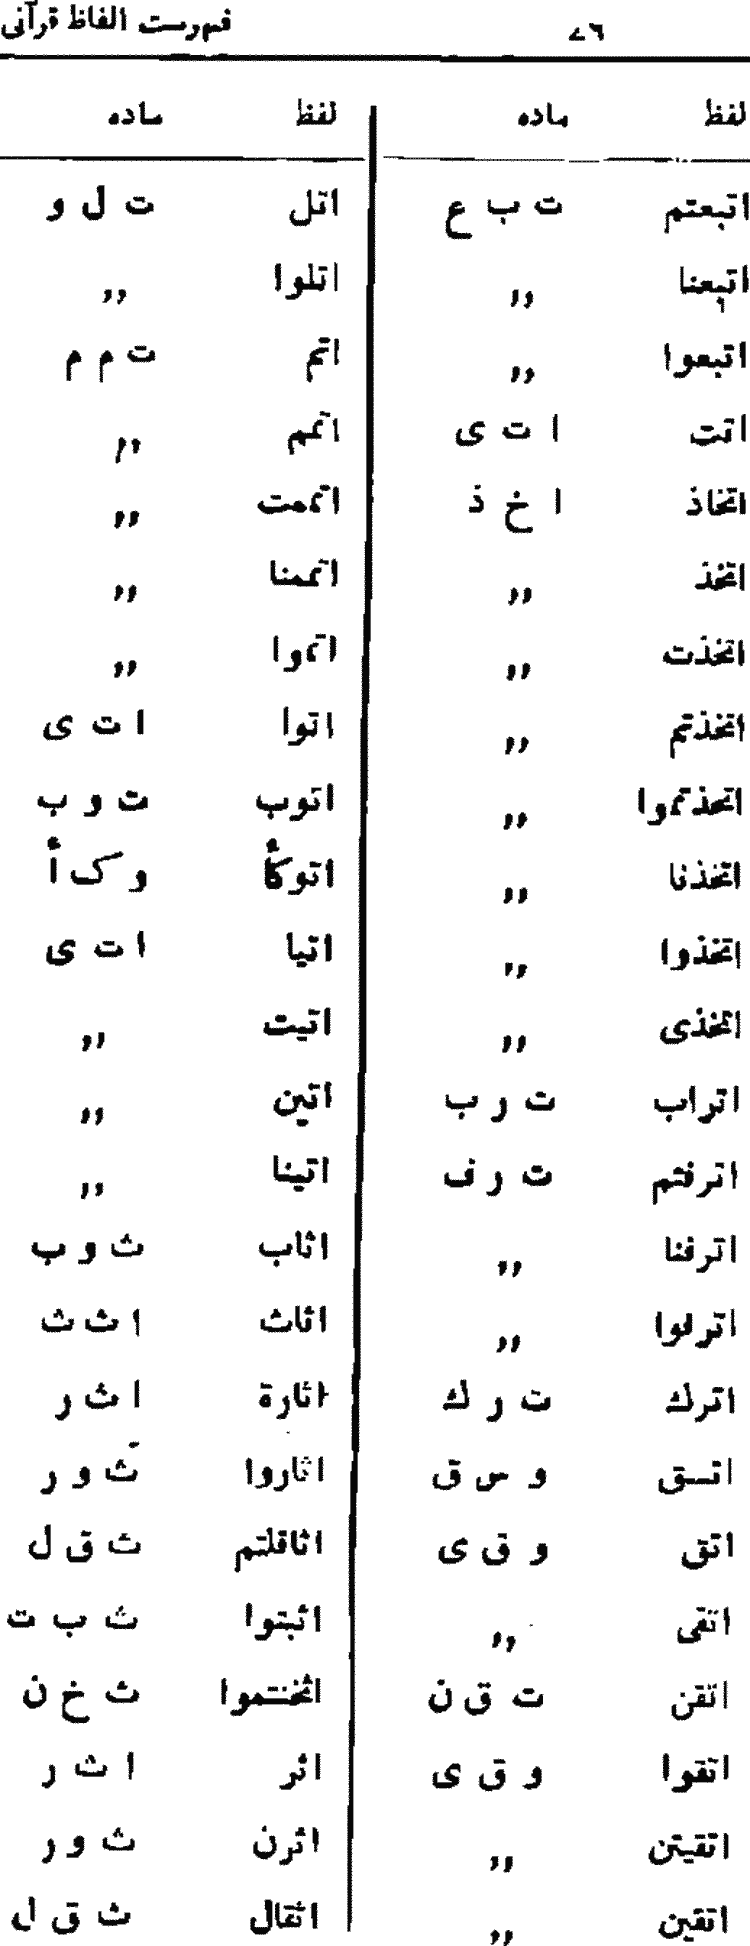 ۷۶ فهرست الفاظ قرآنی
لفظ ماده
اتبعتم ت ب ع
اتبعنا ,,
اتبعوا ,,
اتت ا ت ی
اتخاذ ا خ ذ
اتخذ ,,
اتخذت ,,
اتخذتم ,,
اتخذتموا ,,
اتخذنا ,,
اتخذوا ,,
اتخذی ,,
اتراب ت ر ب
اترفتم ت ر ف
اترفنا ,,
اترفوا ,,
اترك ت ر ك
اتسق و س ق
اتق و ق ی
اتقی ,,
اتقن ت ق ن
اتقوا و ق ی
اتقیتن ,,
اتقین ,,
لفظ ماده
اتل ت ل و
اتلوا ,,
اتم ت م م
اتمم ,,
اتممت ,,
اتممنا ,,
اتموا ,,
اتوا ا ت ی
اتوب ت و ب
اتوکأ و ک أ
اتیا ا ت ی
اتیت ,,
اتین ,,
اتینا ,,
اثاب ث و ب
اثاث ا ث ث
اثارة ا ث ر
اثاروا ث و ر
اثاقلتم ث ق ل
اثبتوا ث ب ت
اثخنتموا ث خ ن
اثر ا ث ر
اثرن ث و ر
اثقال ث ق ل